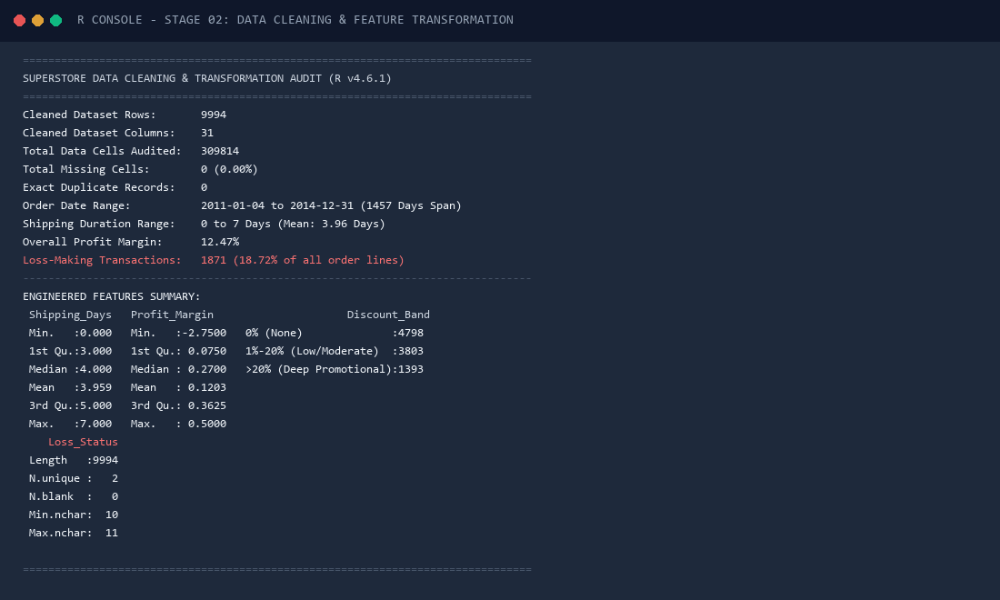 R CONSOLE - STAGE 02: DATA CLEANING & FEATURE TRANSFORMATION
================================================================================
SUPERSTORE DATA CLEANING & TRANSFORMATION AUDIT (R v4.6.1)
================================================================================
Cleaned Dataset Rows:       9994
Cleaned Dataset Columns:    31
Total Data Cells Audited:   309814
Total Missing Cells:        0 (0.00%)
Exact Duplicate Records:    0
Order Date Range:           2011-01-04 to 2014-12-31 (1457 Days Span)
Shipping Duration Range:    0 to 7 Days (Mean: 3.96 Days)
Overall Profit Margin:      12.47%
Loss-Making Transactions:   1871 (18.72% of all order lines)
--------------------------------------------------------------------------------
ENGINEERED FEATURES SUMMARY:
 Shipping_Days   Profit_Margin                     Discount_Band
 Min.   :0.000   Min.   :-2.7500   0% (None)              :4798
 1st Qu.:3.000   1st Qu.: 0.0750   1%-20% (Low/Moderate)  :3803
 Median :4.000   Median : 0.2700   >20% (Deep Promotional):1393
 Mean   :3.959   Mean   : 0.1203
 3rd Qu.:5.000   3rd Qu.: 0.3625
 Max.   :7.000   Max.   : 0.5000
    Loss_Status
 Length   :9994
 N.unique :   2
 N.blank  :   0
 Min.nchar:  10
 Max.nchar:  11
================================================================================